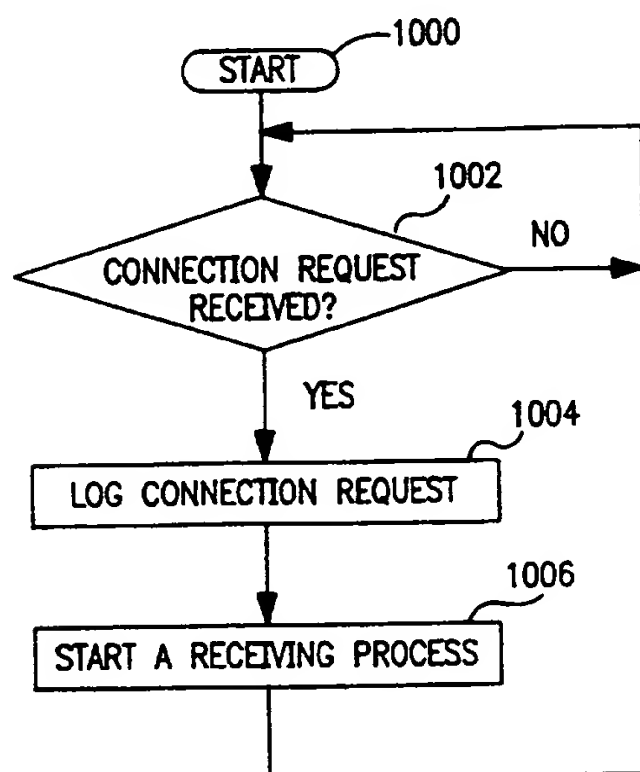 1000
START
1002
NO
CONNECTION REQUEST
RECEIVED?
YES
1004
LOG CONNECTION REQUEST
1006
START A RECEIVING PROCESS